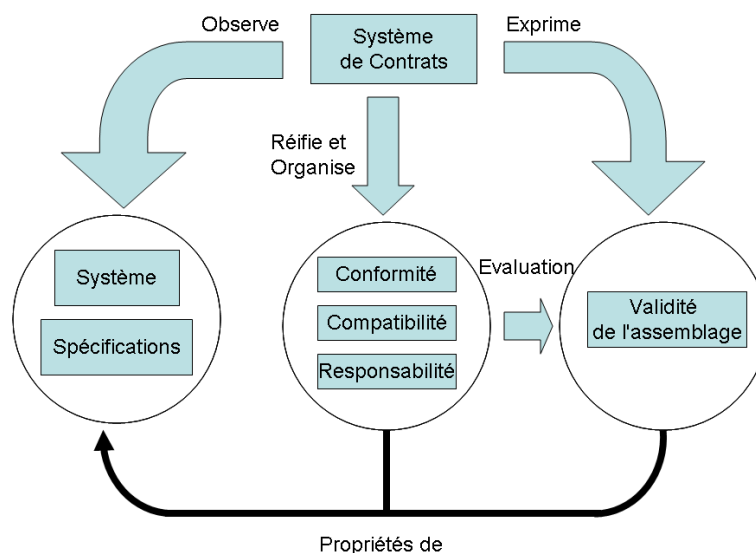 Observe
Système
de Contrats
Exprime
Réifie et
Organise
Système
Spécifications
Conformité
Compatibilité
Responsabilité
Evaluation
Validité
de l'assemblage
Propriétés de